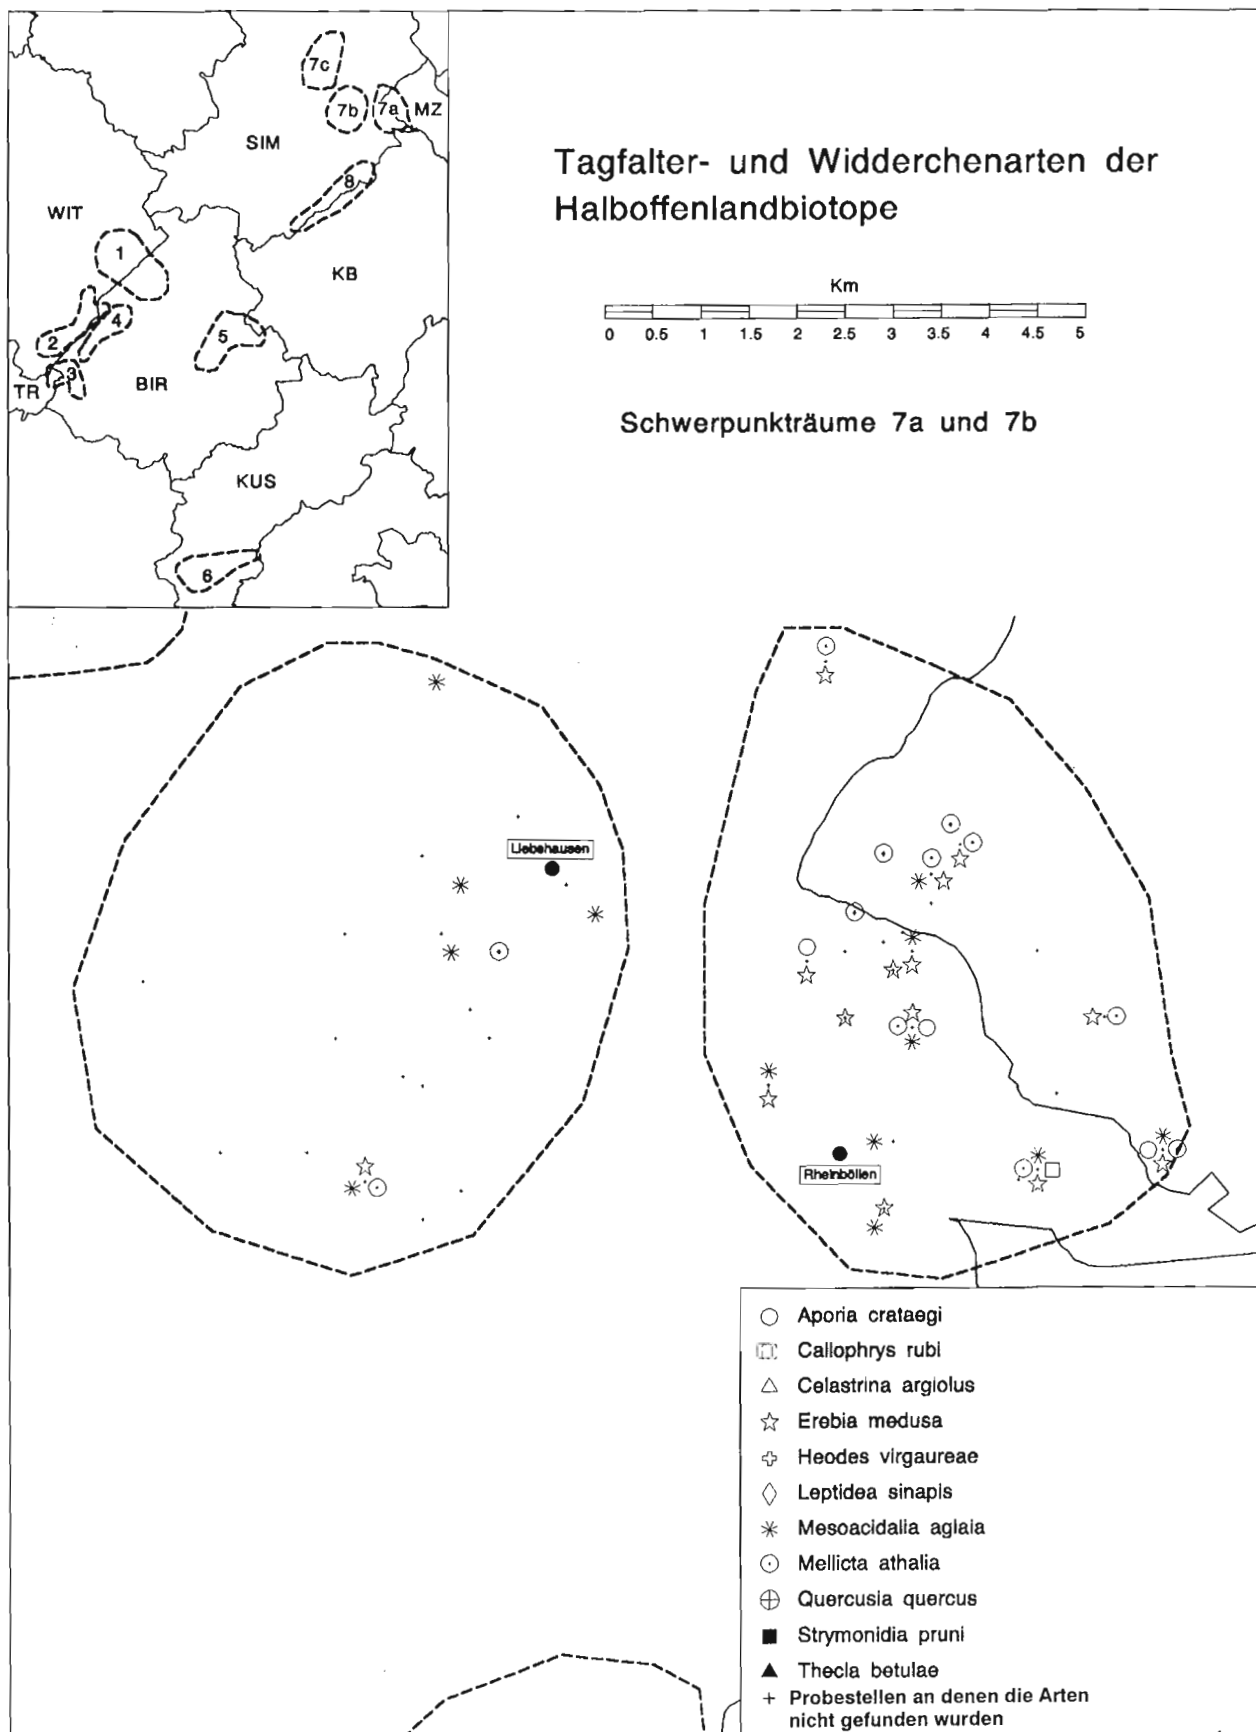 7c
7b
7a
MZ
SIM
8
WIT
1
KB
4
5
2
3
TR
BIR
KUS
6
Tagfalter- und Widderchenarten der
Halboffenlandbiotope
Km
0 0.5 1 1.5 2 2.5 3 3.5 4 4.5 5
Schwerpunkträume 7a und 7b
Liebshausen
Rheinböllen
Aporia crataegi
Callophrys rubi
Celastrina argiolus
Erebia medusa
Heodes virgaureae
Leptidea sinapis
Mesoacidalia aglaia
Mellicta athalia
Quercusia quercus
Strymonidia pruni
Thecla betulae
+ Probestellen an denen die Arten
nicht gefunden wurden